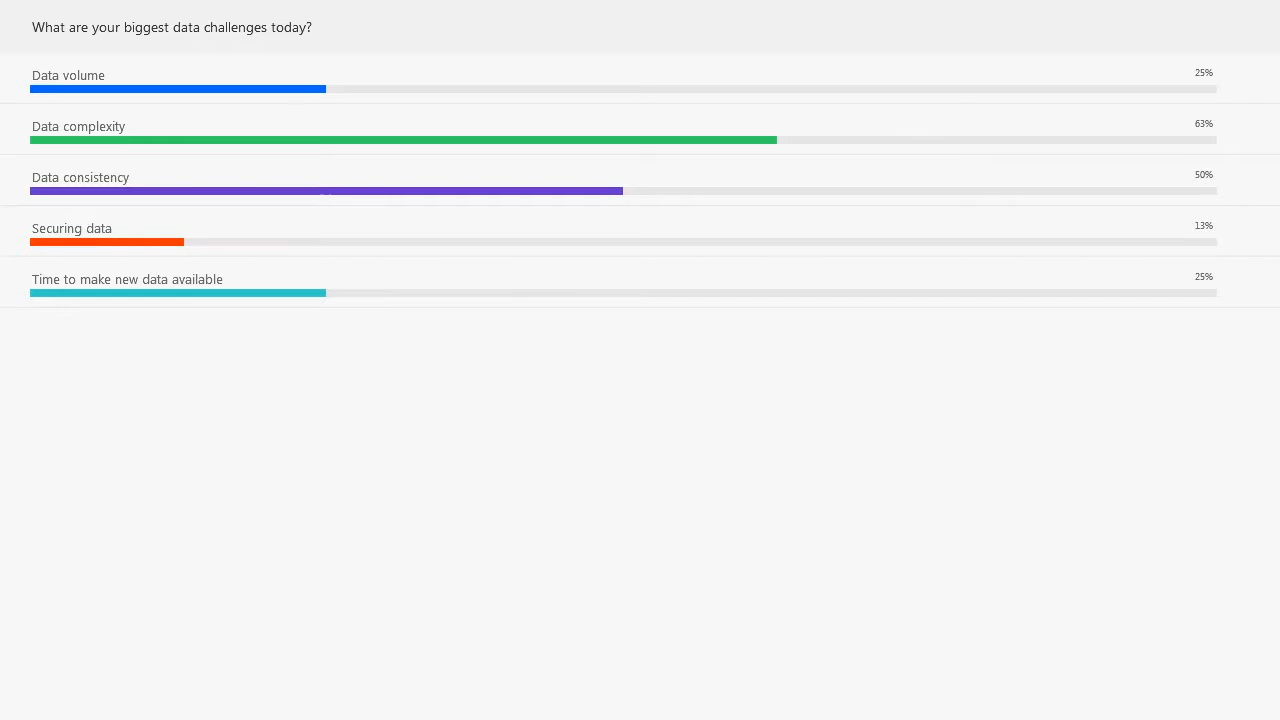 What are your biggest data challenges today?
Data volume 25%
Data complexity 63%
Data consistency 50%
Securing data 13%
Time to make new data available 25%